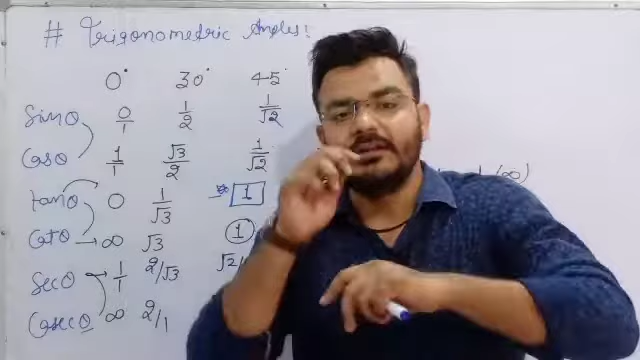 # Trigonometric Angles:
0° 30° 45°
Sinθ 0/1 1/2 1/√2
Cosθ 1/1 √3/2 1/√2
tanθ 0 1/√3 1
Cotθ → ∞ √3 1
Secθ → 1/1 2/√3 √2/
Cosecθ ∞ 2/1
(∞)